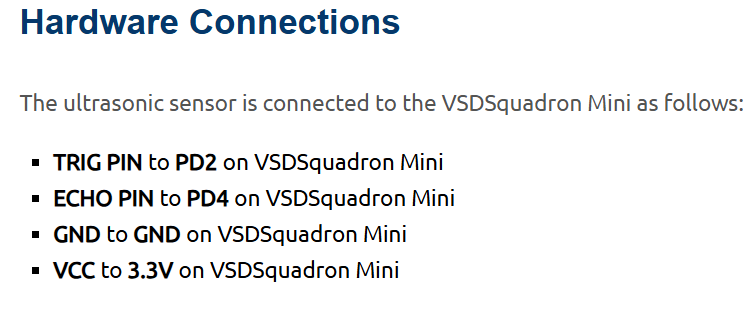 Hardware Connections
The ultrasonic sensor is connected to the VSDSquadron Mini as follows:
▪ TRIG PIN to PD2 on VSDSquadron Mini
▪ ECHO PIN to PD4 on VSDSquadron Mini
▪ GND to GND on VSDSquadron Mini
▪ VCC to 3.3V on VSDSquadron Mini